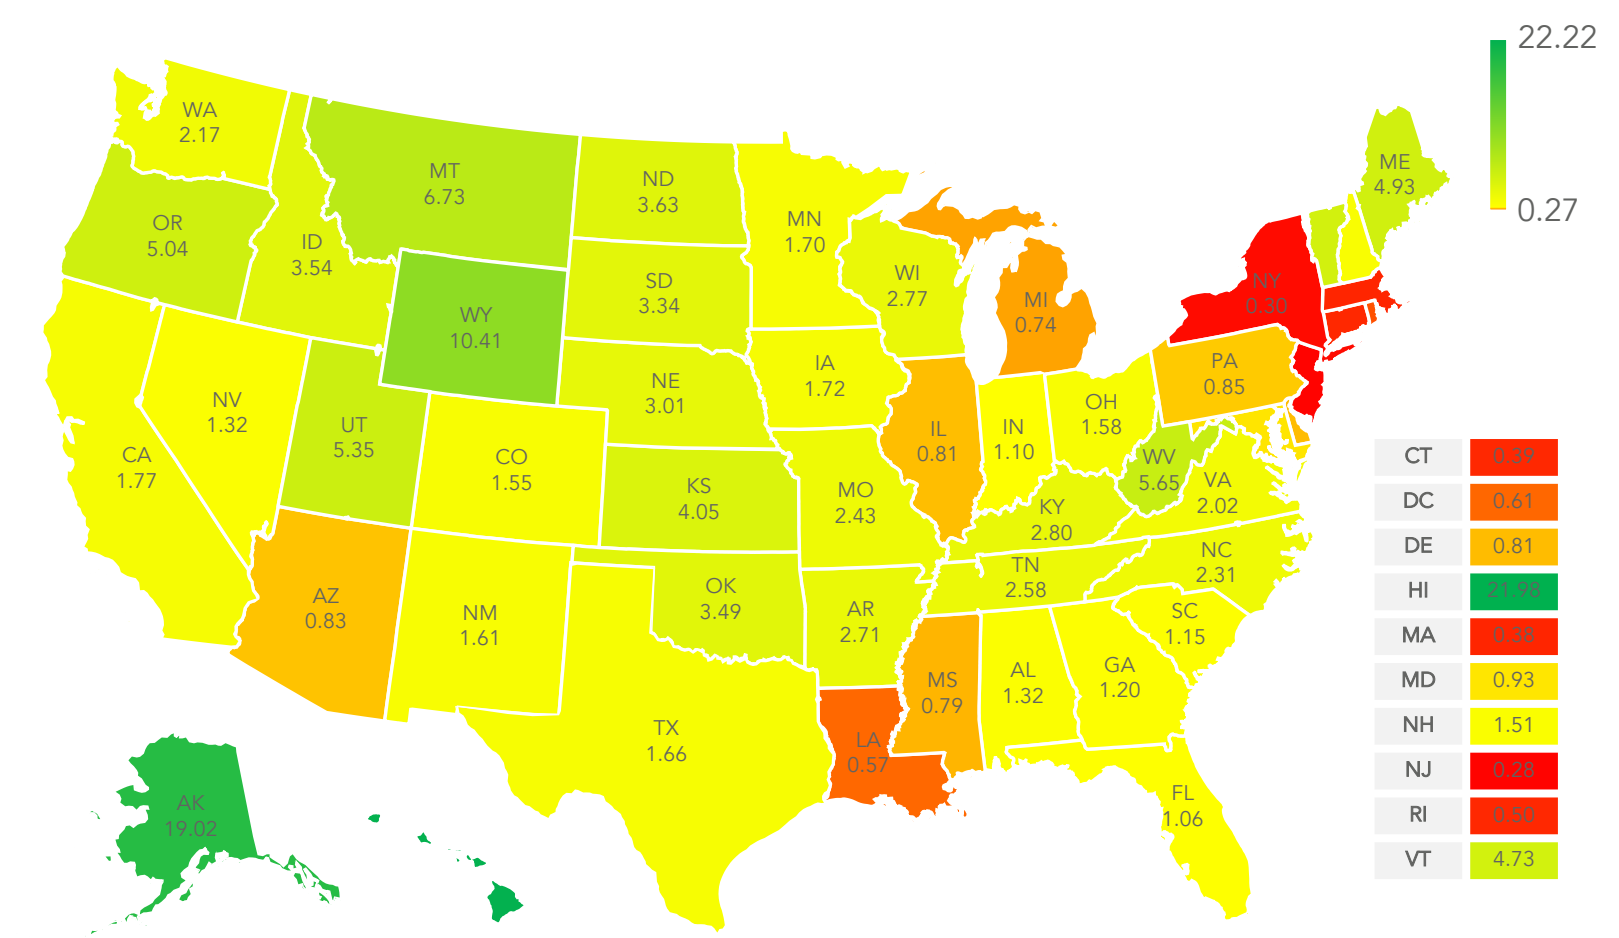 22.22
0.27
WA
2.17
OR
5.04
ID
3.54
MT
6.73
ND
3.63
MN
1.70
SD
3.34
WI
2.77
MI
0.74
NY
0.30
ME
4.93
WY
10.41
NE
3.01
IA
1.72
PA
0.85
NV
1.32
UT
5.35
CO
1.55
CA
1.77
KS
4.05
MO
2.43
IL
0.81
IN
1.10
OH
1.58
WV
5.65
VA
2.02
KY
2.80
NC
2.31
TN
2.58
AZ
0.83
NM
1.61
OK
3.49
AR
2.71
SC
1.15
MS
0.79
AL
1.32
GA
1.20
TX
1.66
LA
0.57
FL
1.06
AK
19.02
CT 0.39
DC 0.61
DE 0.81
HI 21.98
MA 0.38
MD 0.93
NH 1.51
NJ 0.28
RI 0.50
VT 4.73